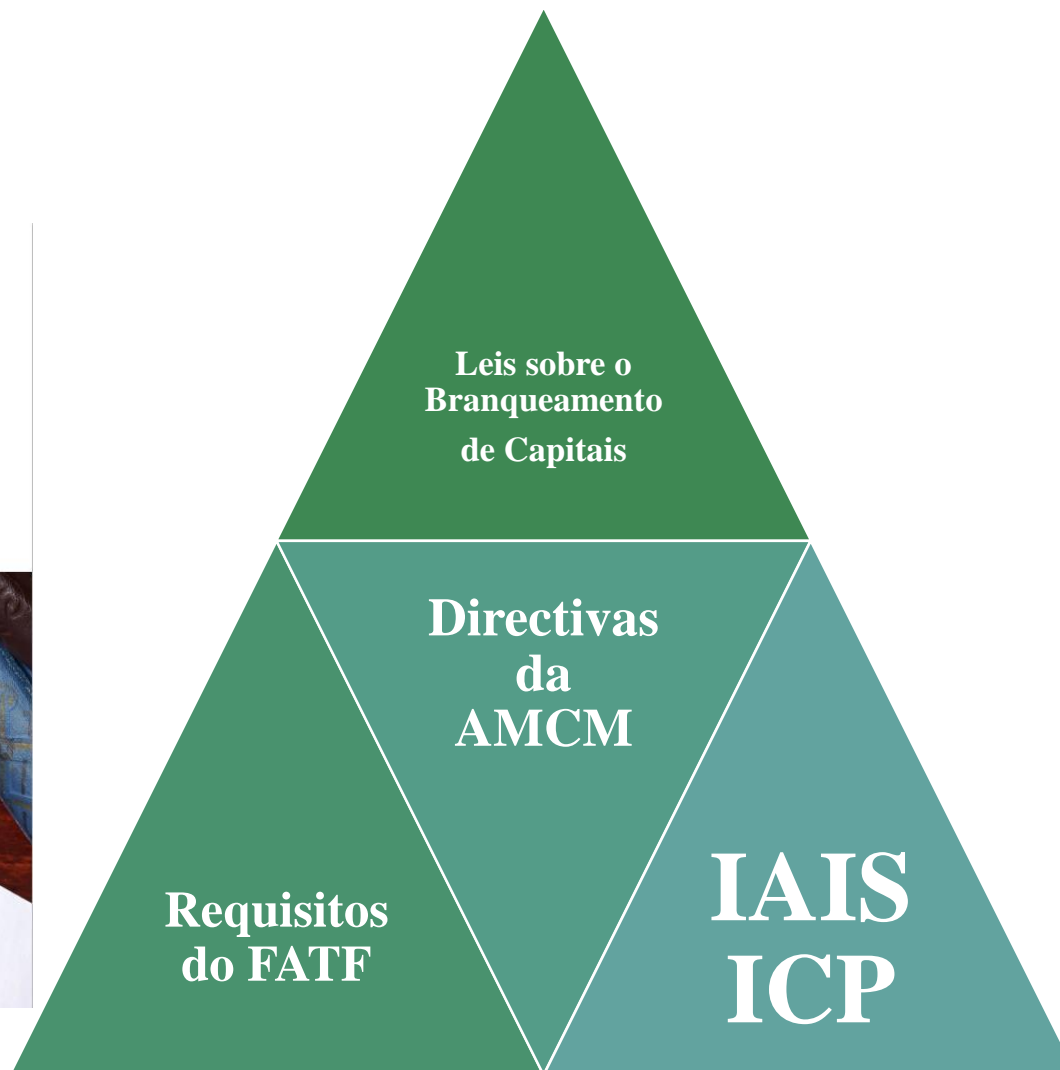 Leis sobre o
Branqueamento
de Capitais
Directivas
da
AMCM
Requisitos
do FATF
IAIS
ICP